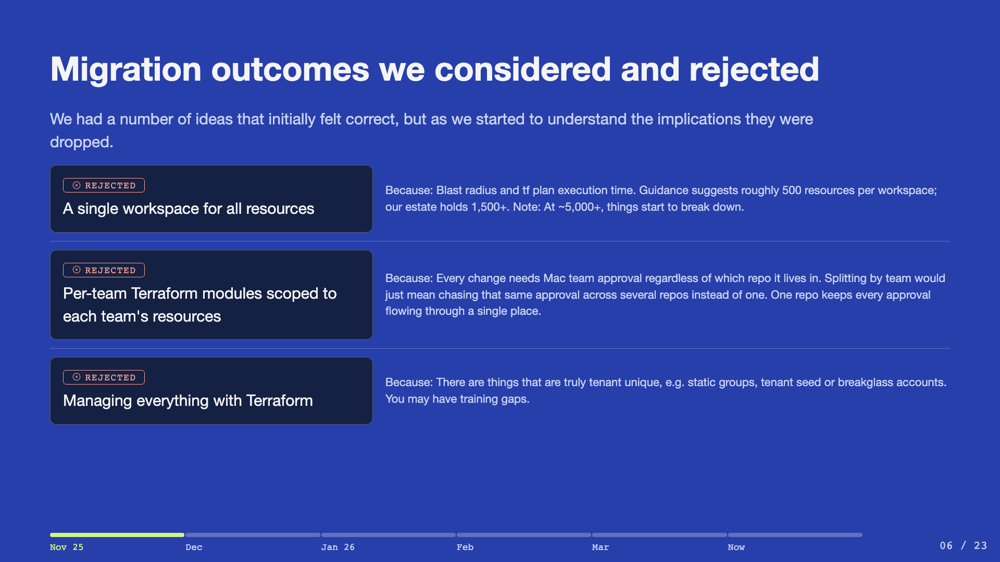 Migration outcomes we considered and rejected
We had a number of ideas that initially felt correct, but as we started to understand the implications they were
dropped.
REJECTED
A single workspace for all resources
Because: Blast radius and tf plan execution time. Guidance suggests roughly 500 resources per workspace;
our estate holds 1,500+. Note: At ~5,000+, things start to break down.
REJECTED
Per-team Terraform modules scoped to
each team's resources
Because: Every change needs Mac team approval regardless of which repo it lives in. Splitting by team would
just mean chasing that same approval across several repos instead of one. One repo keeps every approval
flowing through a single place.
REJECTED
Managing everything with Terraform
Because: There are things that are truly tenant unique, e.g. static groups, tenant seed or breakglass accounts.
You may have training gaps.
Nov 25
Dec
Jan 26
Feb
Mar
Now
06 / 23